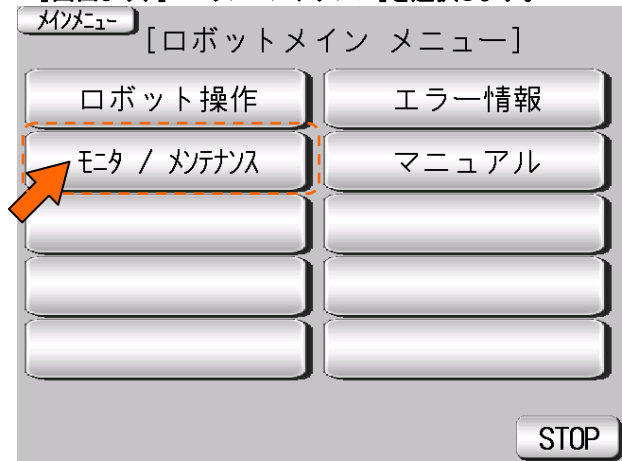 メインメニュー
[ロボットメイン メニュー]
ロボット操作
エラー情報
ﾓﾆﾀ / ﾒﾝﾃﾅﾝｽ
マニュアル
STOP